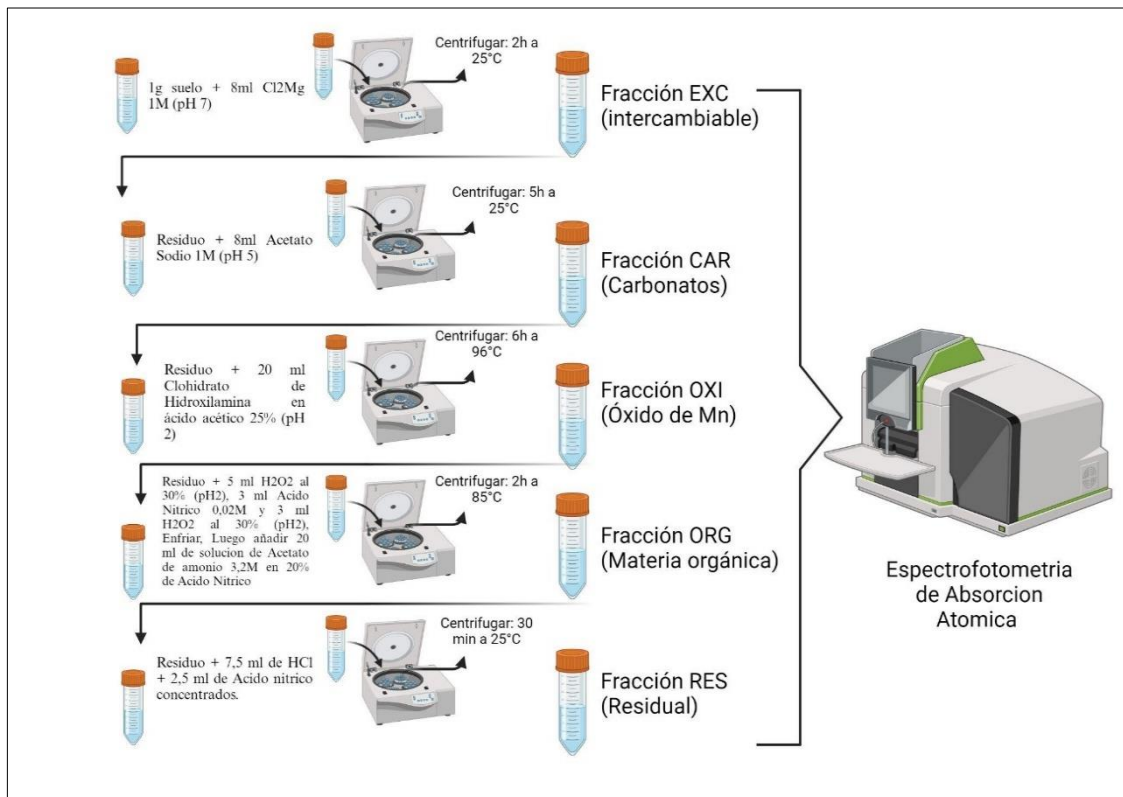 1g suelo + 8ml Cl2Mg
1M (pH 7)
Centrifugar: 2h a
25°C
Fracción EXC
(intercambiable)
Residuo + 8ml Acetato
Sodio 1M (pH 5)
Centrifugar: 5h a
25°C
Fracción CAR
(Carbonatos)
Residuo + 20 ml
Clohidrato de
Hidroxilamina en
ácido acético 25% (pH
2)
Centrifugar: 6h a
96°C
Fracción OXI
(Óxido de Mn)
Residuo + 5 ml H2O2 al
30% (pH2), 3 ml Acido
Nitrico 0,02M y 3 ml
H2O2 al 30% (pH2),
Enfriar, Luego añadir 20
ml de solucion de Acetato
de amonio 3,2M en 20%
de Acido Nitrico
Centrifugar: 2h a
85°C
Fracción ORG
(Materia orgánica)
Residuo + 7,5 ml de HCl
+ 2,5 ml de Acido nitrico
concentrados.
Centrifugar: 30
min a 25°C
Fracción RES
(Residual)
Espectrofotometria
de Absorcion
Atomica